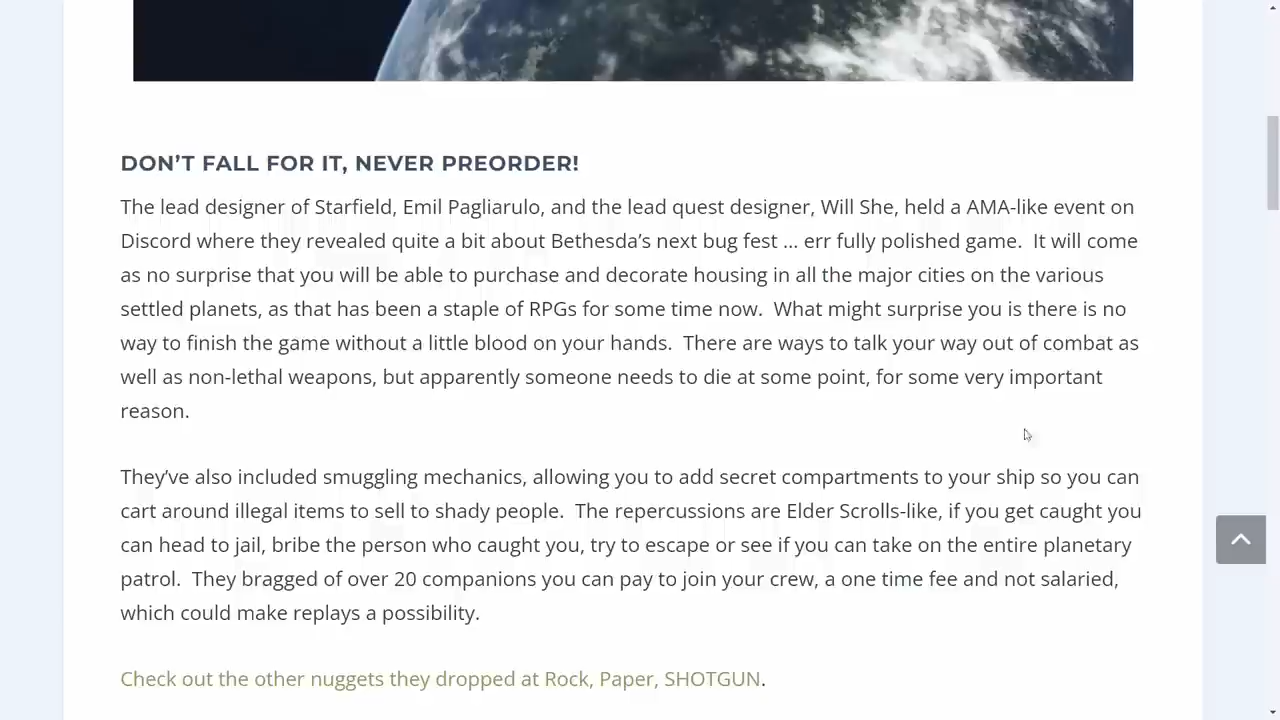 DON'T FALL FOR IT, NEVER PREORDER!
The lead designer of Starfield, Emil Pagliarulo, and the lead quest designer, Will She, held a AMA-like event on
Discord where they revealed quite a bit about Bethesda's next bug fest … err fully polished game.  It will come
as no surprise that you will be able to purchase and decorate housing in all the major cities on the various
settled planets, as that has been a staple of RPGs for some time now.  What might surprise you is there is no
way to finish the game without a little blood on your hands.  There are ways to talk your way out of combat as
well as non-lethal weapons, but apparently someone needs to die at some point, for some very important
reason.
They've also included smuggling mechanics, allowing you to add secret compartments to your ship so you can
cart around illegal items to sell to shady people.  The repercussions are Elder Scrolls-like, if you get caught you
can head to jail, bribe the person who caught you, try to escape or see if you can take on the entire planetary
patrol.  They bragged of over 20 companions you can pay to join your crew, a one time fee and not salaried,
which could make replays a possibility.
Check out the other nuggets they dropped at Rock, Paper, SHOTGUN.